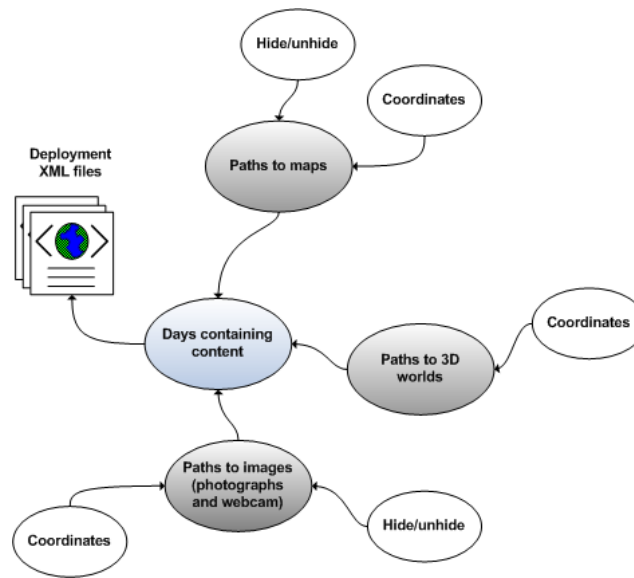 Hide/unhide
Coordinates
Deployment
XML files
Paths to maps
Days containing
content
Coordinates
Paths to 3D
worlds
Paths to images
(photographs
and webcam)
Coordinates
Hide/unhide